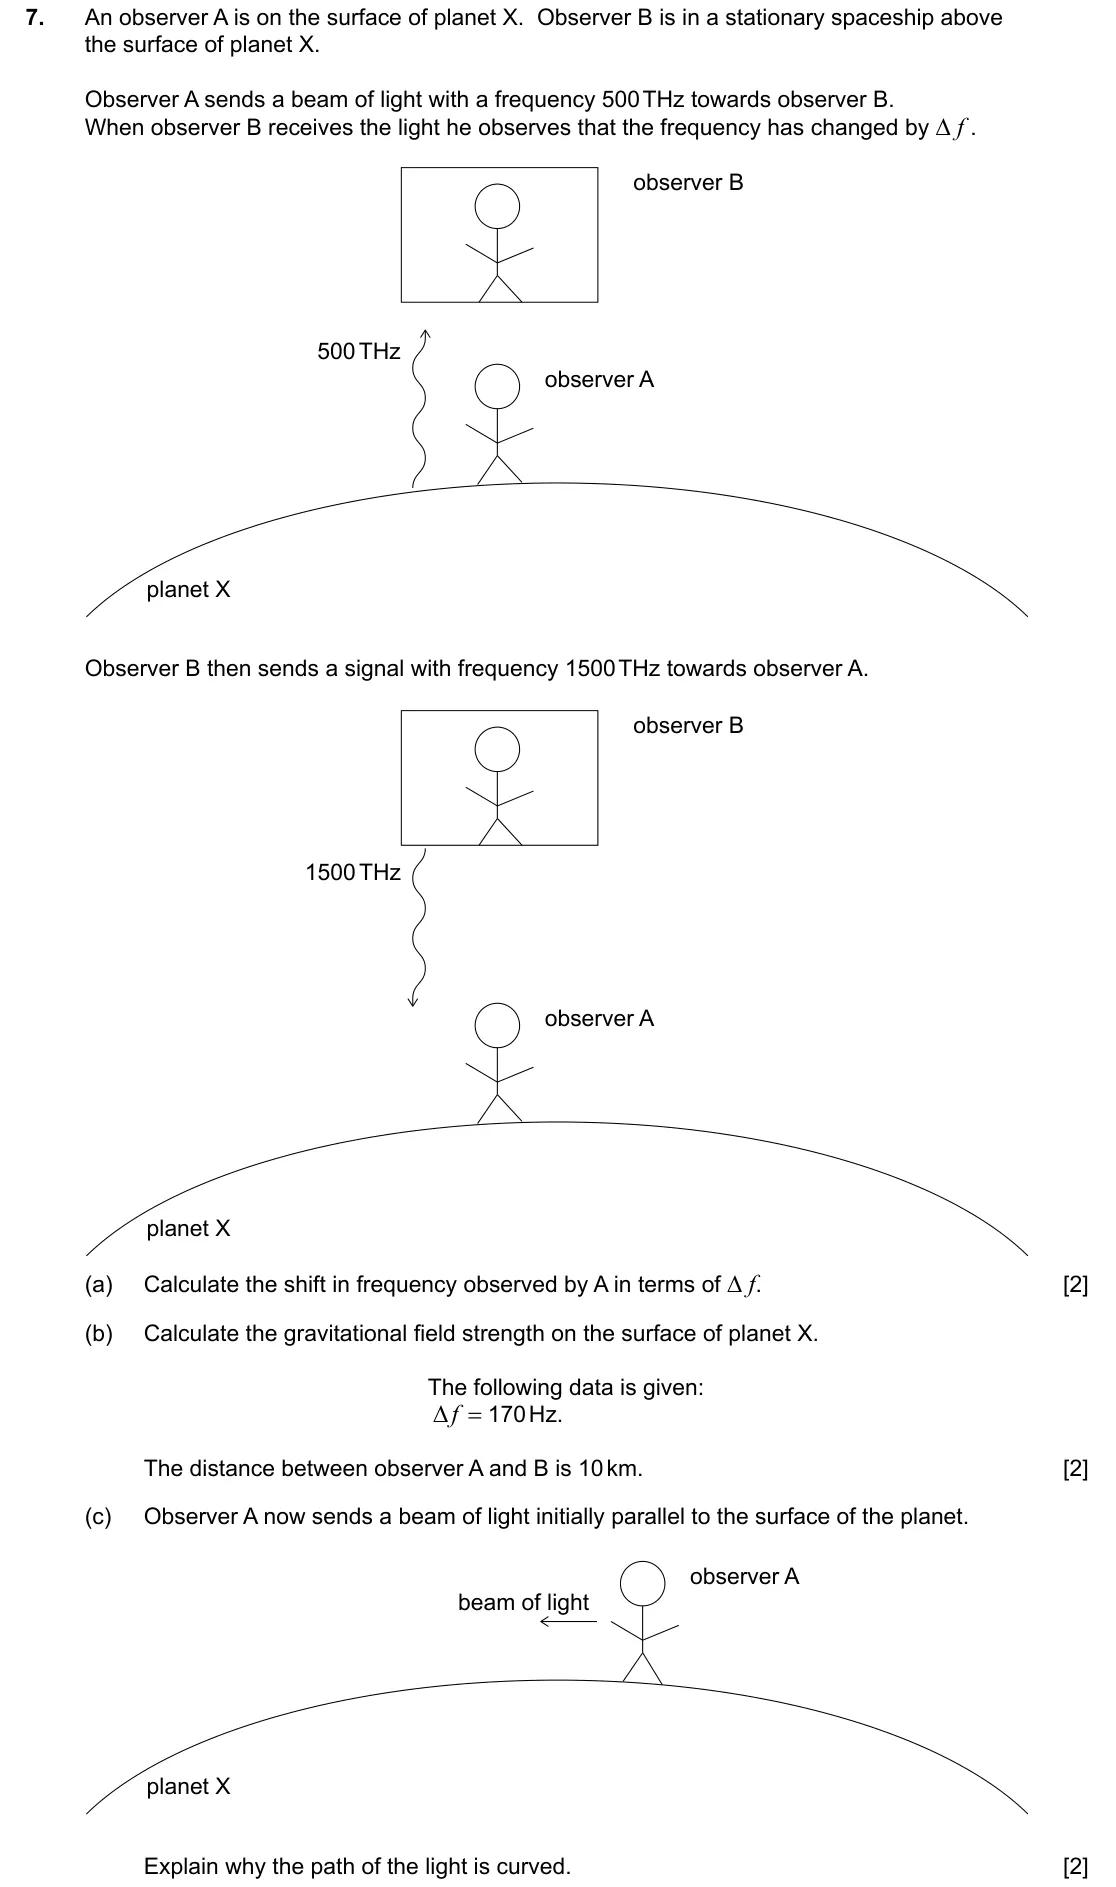 7. An observer A is on the surface of planet X. Observer B is in a stationary spaceship above
the surface of planet X.
Observer A sends a beam of light with a frequency 500 THz towards observer B.
When observer B receives the light he observes that the frequency has changed by Δf.
observer B
500 THz
observer A
planet X
Observer B then sends a signal with frequency 1500 THz towards observer A.
observer B
1500 THz
observer A
planet X
(a) Calculate the shift in frequency observed by A in terms of Δf. [2]
(b) Calculate the gravitational field strength on the surface of planet X.
The following data is given:
Δf = 170 Hz.
The distance between observer A and B is 10 km. [2]
(c) Observer A now sends a beam of light initially parallel to the surface of the planet.
observer A
beam of light
planet X
Explain why the path of the light is curved. [2]